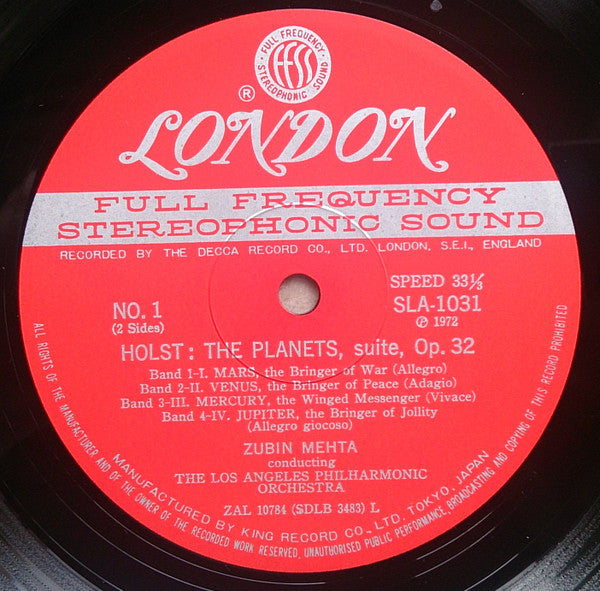 FULL FREQUENCY
STEREOPHONIC SOUND
FFSS
®
LONDON
FULL FREQUENCY
STEREOPHONIC SOUND
RECORDED BY THE DECCA RECORD CO., LTD. LONDON, S.E.I., ENGLAND
SPEED 33⅓
NO. 1
SLA-1031
(2 Sides)
℗ 1972
HOLST: THE PLANETS, suite, Op. 32
Band 1-I. MARS, the Bringer of War (Allegro)
Band 2-II. VENUS, the Bringer of Peace (Adagio)
Band 3-III. MERCURY, the Winged Messenger (Vivace)
Band 4-IV. JUPITER, the Bringer of Jollity
(Allegro giocoso)
ZUBIN MEHTA
conducting
THE LOS ANGELES PHILHARMONIC
ORCHESTRA
ZAL 10784 (SDLB 3483) L
MANUFACTURED BY KING RECORD CO., LTD. TOKYO, JAPAN
ALL RIGHTS OF THE MANUFACTURER AND OF THE OWNER OF THE RECORDED WORK RESERVED, UNAUTHORISED PUBLIC PERFORMANCE, BROADCASTING AND COPYING OF THIS RECORD PROHIBITED